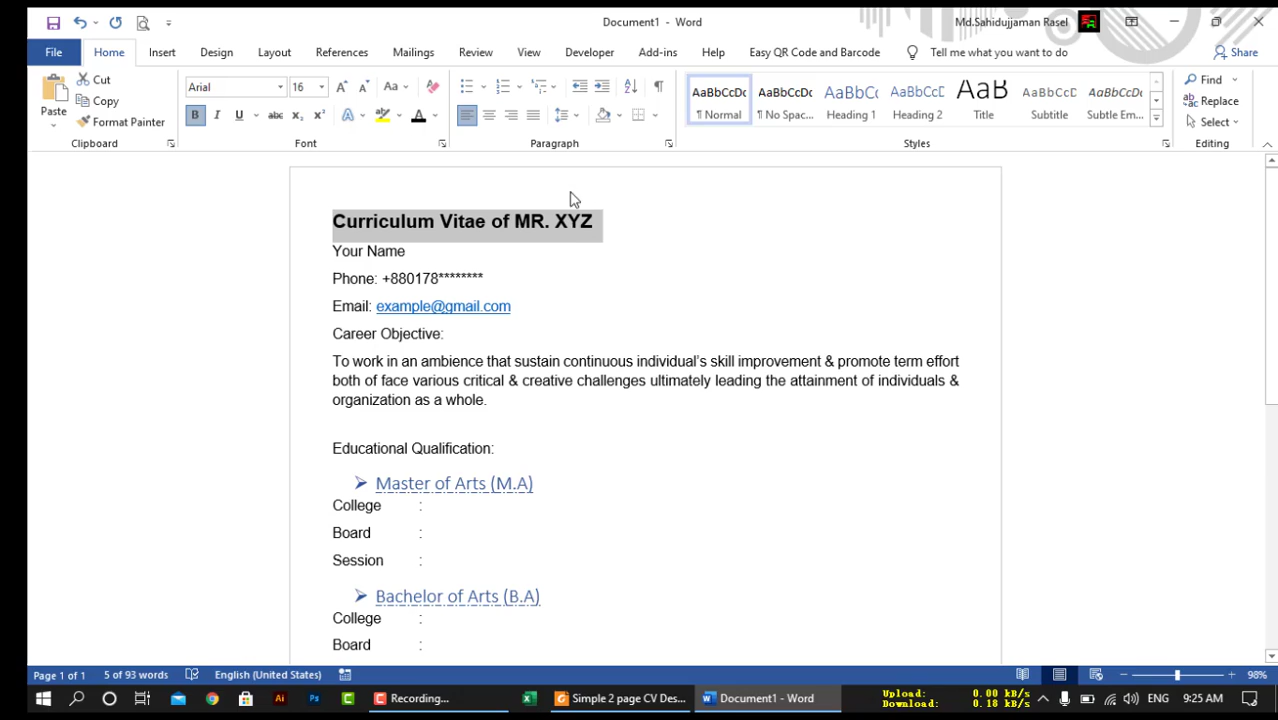 Document1 - Word
Md.Sahidujjaman Rasel
File Home Insert Design Layout References Mailings Review View Developer Add-ins Help Easy QR Code and Barcode Tell me what you want to do Share
Paste
Cut
Copy
Format Painter
Clipboard
Arial 16
Font
Paragraph
AaBbCcDc AaBbCcDc AaBbCc AaBbCcC AaB AaBbCcD AaBbCcDc
¶ Normal ¶ No Spac... Heading 1 Heading 2 Title Subtitle Subtle Em...
Styles
Find
Replace
Select
Editing
Curriculum Vitae of MR. XYZ
Your Name
Phone: +880178********
Email: example@gmail.com
Career Objective:
To work in an ambience that sustain continuous individual's skill improvement & promote term effort
both of face various critical & creative challenges ultimately leading the attainment of individuals &
organization as a whole.
Educational Qualification:
Master of Arts (M.A)
College :
Board :
Session :
Bachelor of Arts (B.A)
College :
Board :
Page 1 of 1 5 of 93 words English (United States) 98%
Recording... Simple 2 page CV Des... Document1 - Word
Upload: 0.00 kB/s
Download: 0.18 kB/s
ENG 9:25 AM